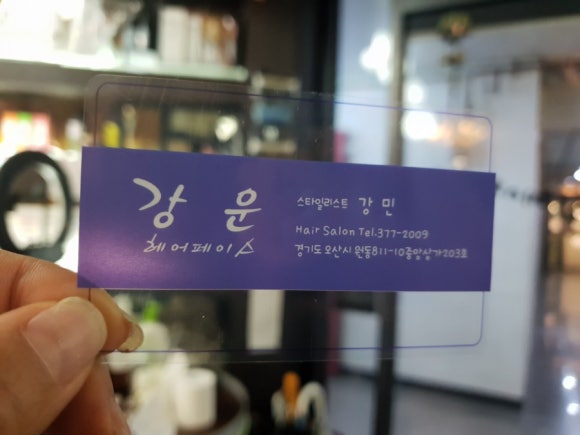 강 운
헤어페이스
스타일리스트 강 민
Hair Salon Tel.377-2009
경기도 오산시 원동811-10중앙상가203호